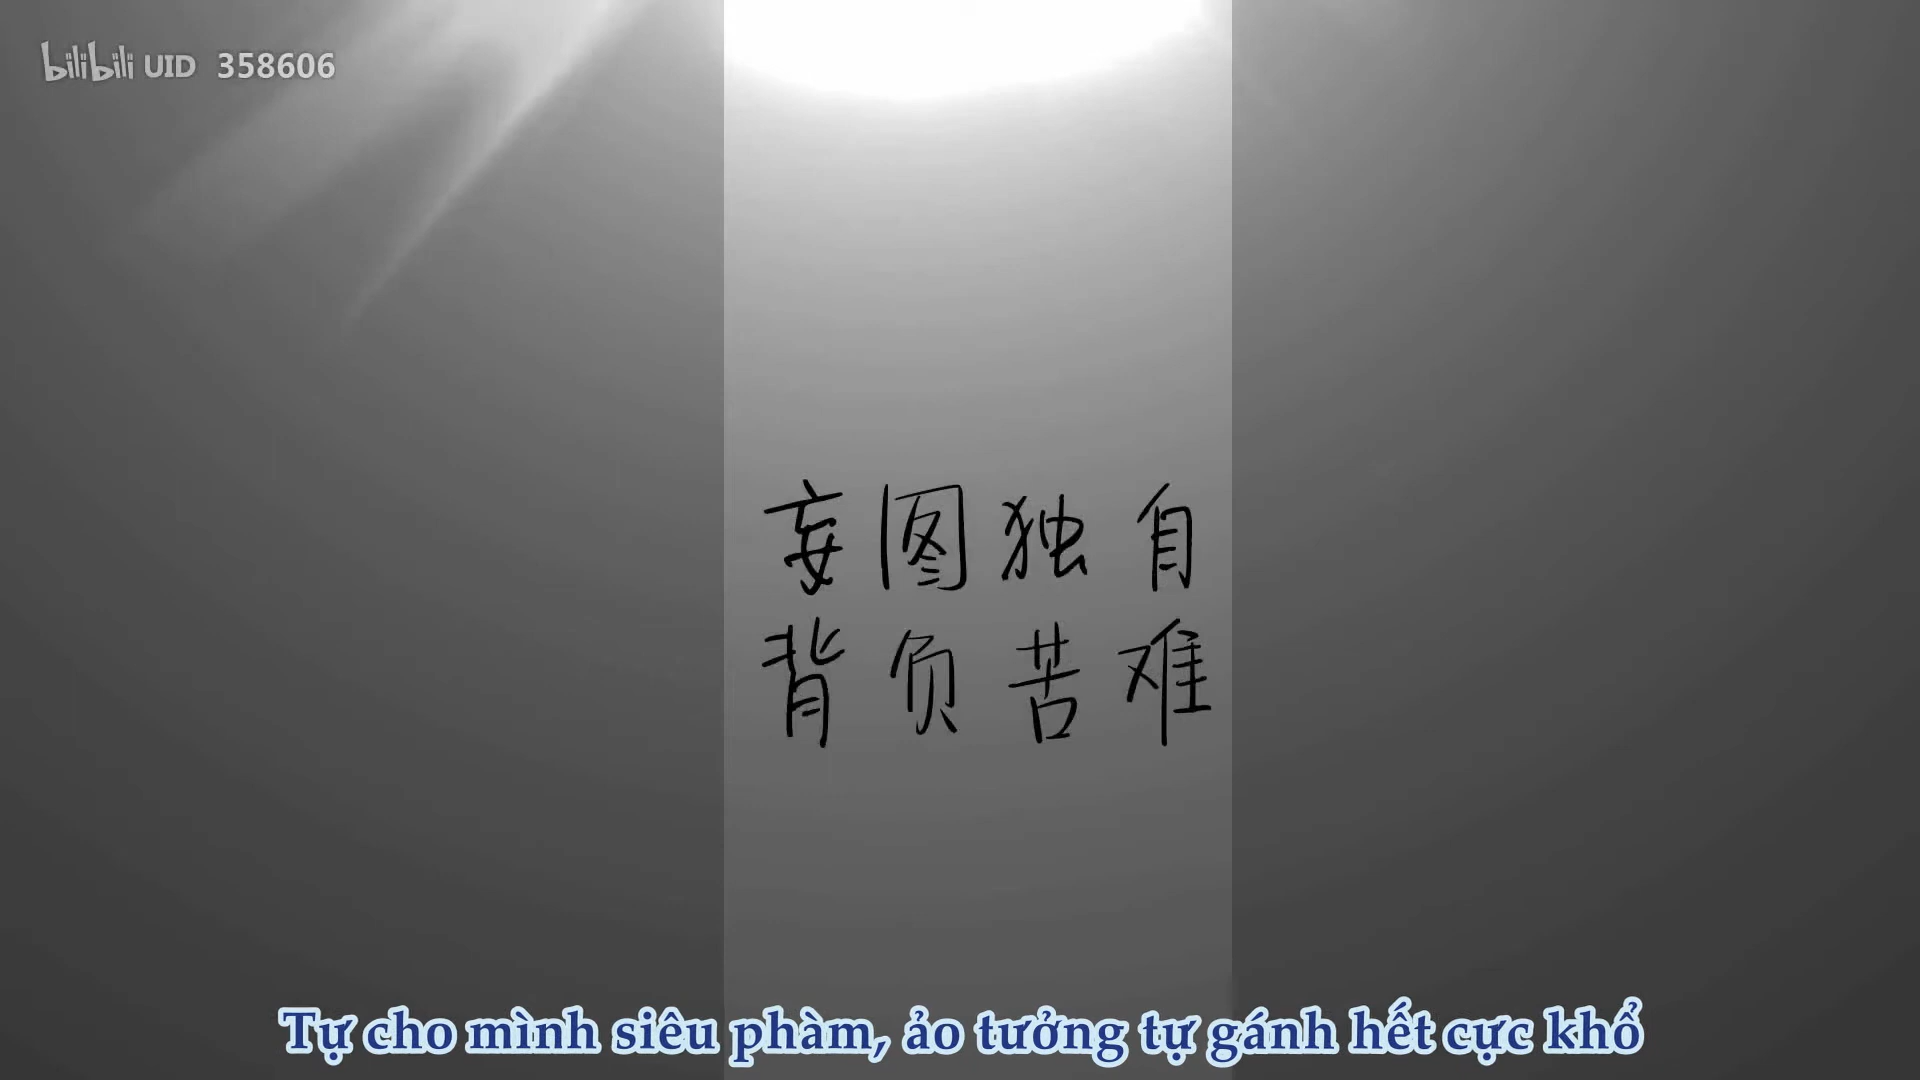 bilibili UID 358606
妄图独自
背负苦难
Tự cho mình siêu phàm, ảo tưởng tự gánh hết cực khổ